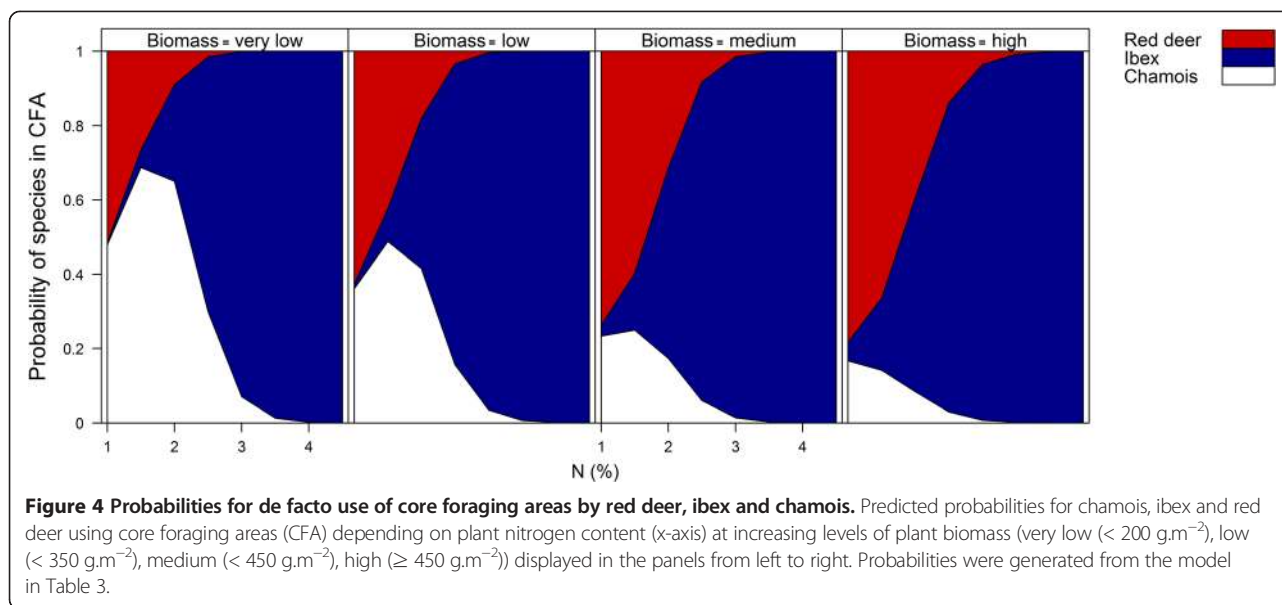 Biomass = very low
Biomass = low
Biomass = medium
Biomass = high
Red deer
Ibex
Chamois
Probability of species in CFA
1
0.8
0.6
0.4
0.2
0
1 2 3 4
1 2 3 4
N (%)
Figure 4 Probabilities for de facto use of core foraging areas by red deer, ibex and chamois. Predicted probabilities for chamois, ibex and red
deer using core foraging areas (CFA) depending on plant nitrogen content (x-axis) at increasing levels of plant biomass (very low (< 200 g.m⁻²), low
(< 350 g.m⁻²), medium (< 450 g.m⁻²), high (≥ 450 g.m⁻²)) displayed in the panels from left to right. Probabilities were generated from the model
in Table 3.